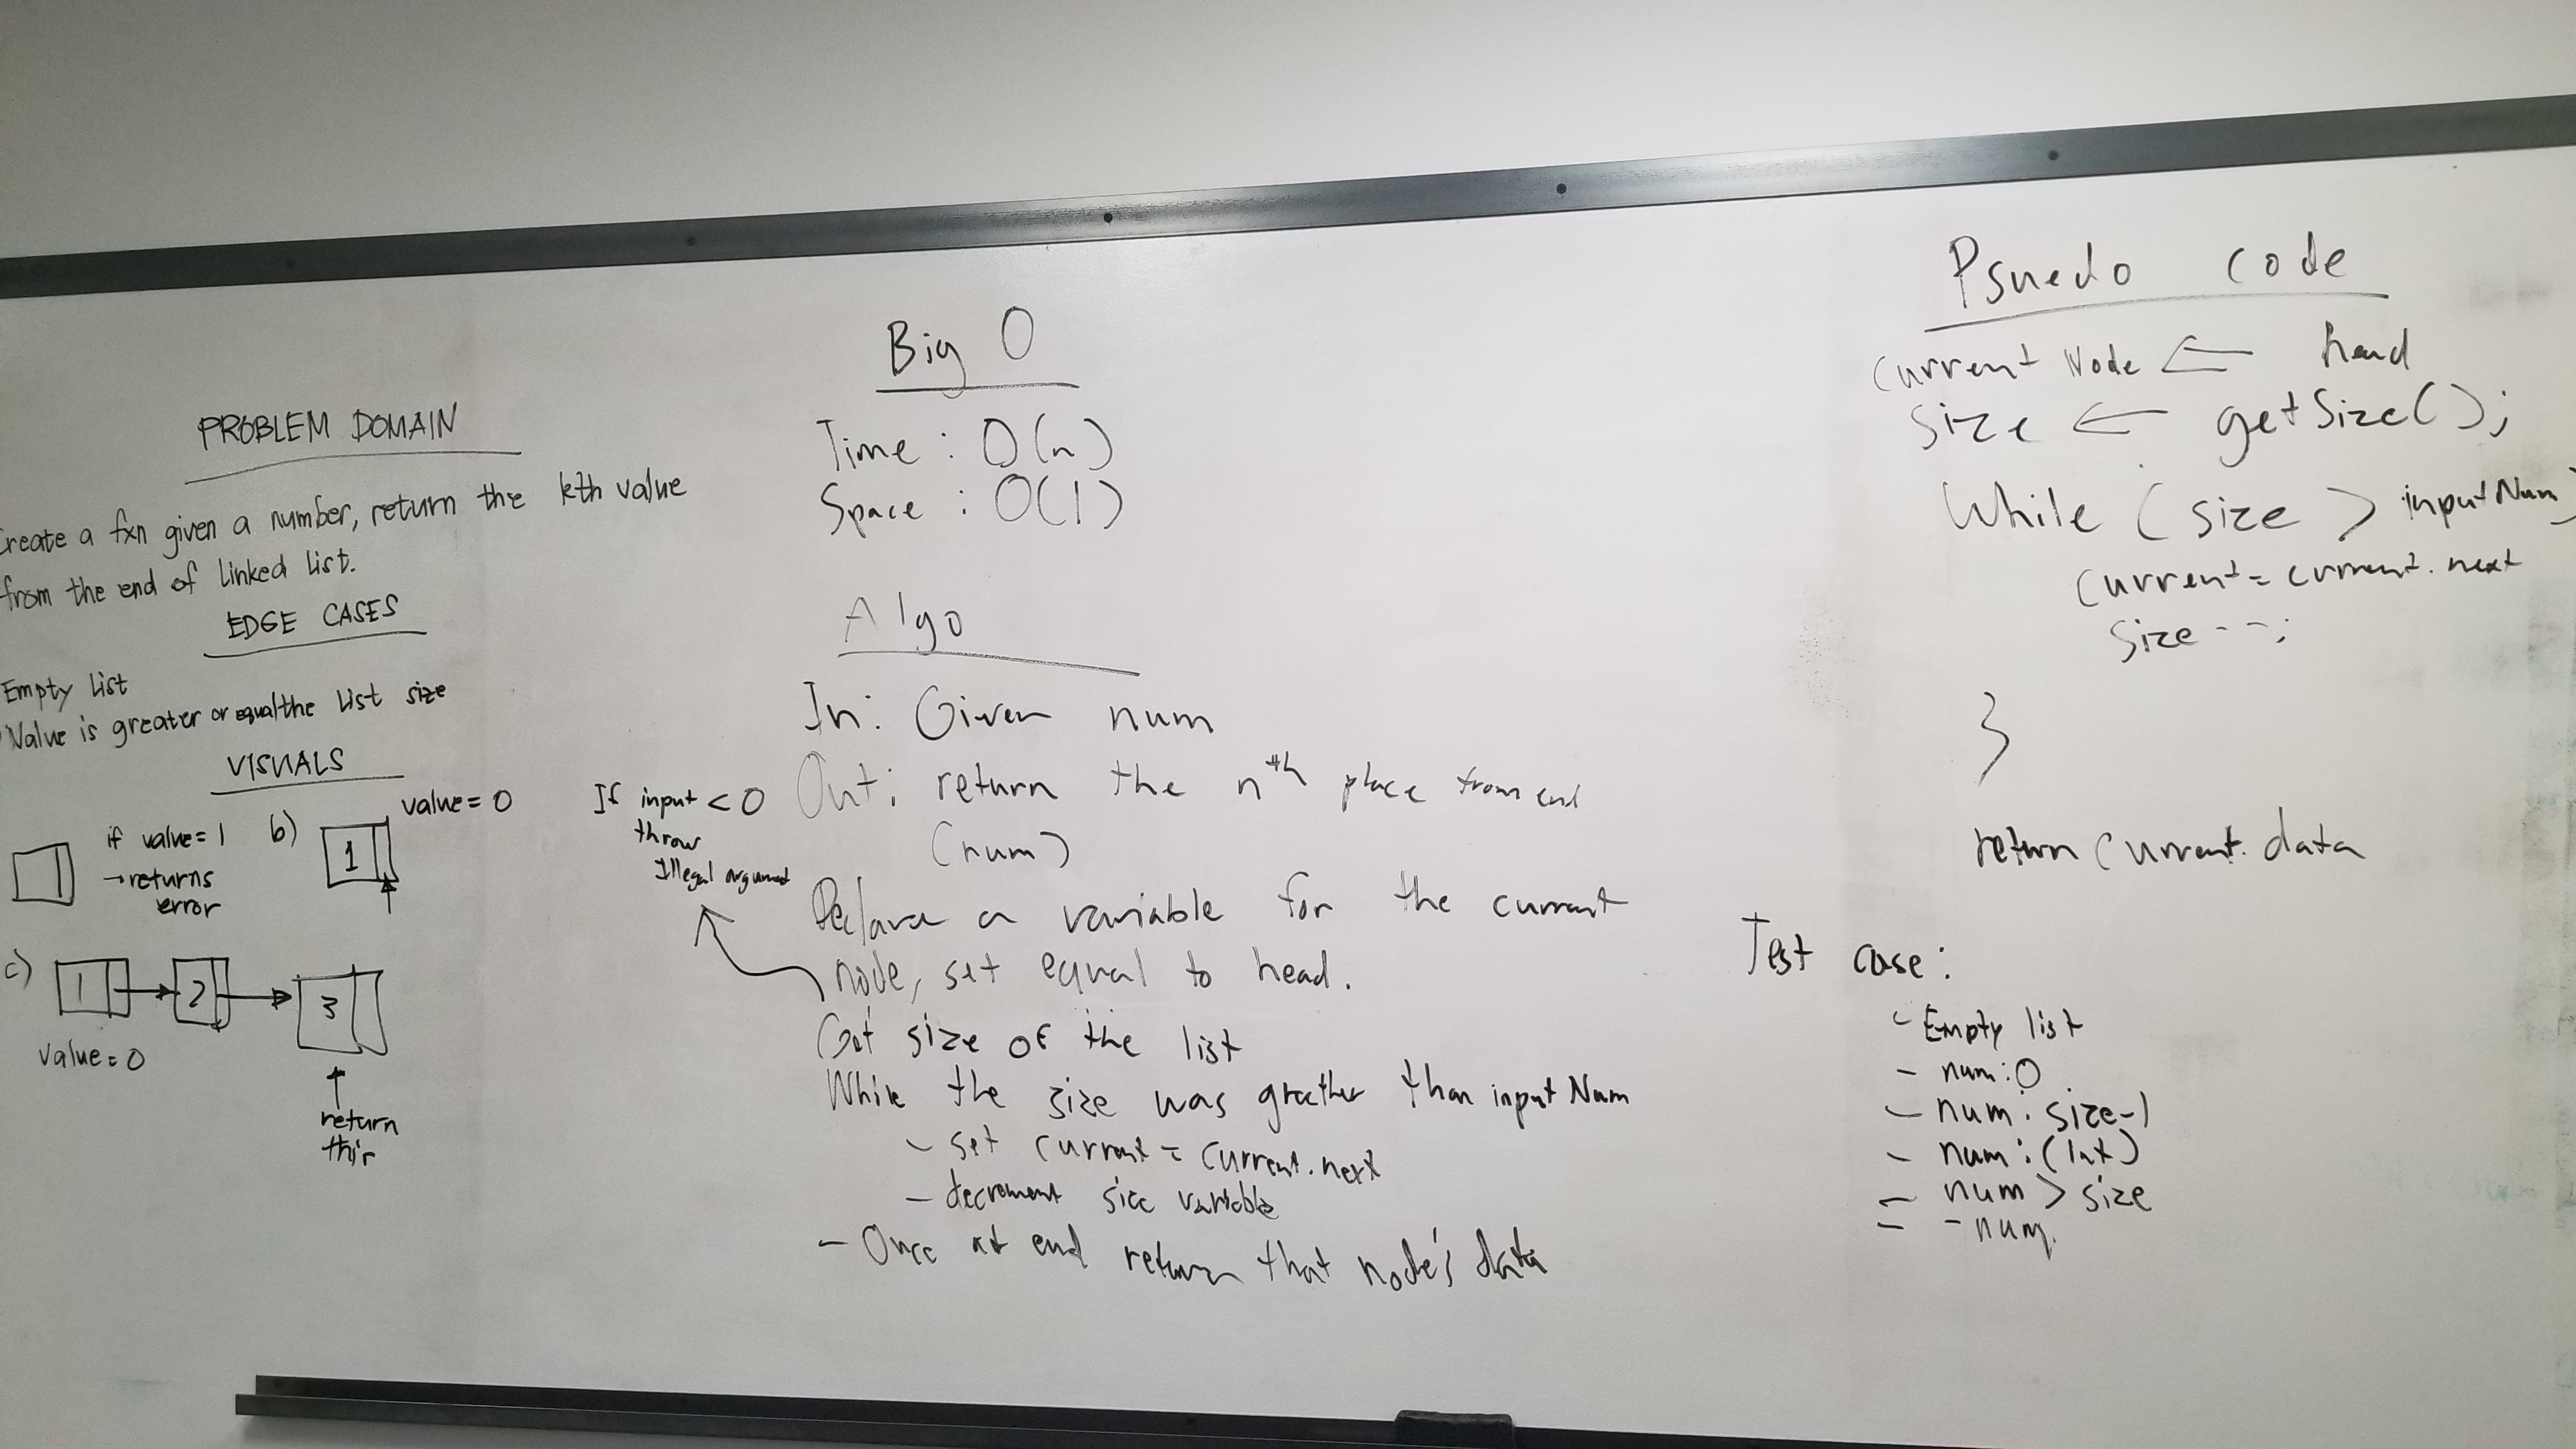 PROBLEM DOMAIN
Create a fxn given a number, return the kth value
from the end of linked list.
EDGE CASES
Empty list
Value is greater or equal the list size
VISUALS
if value = 1
→ returns
error
b)
value = 0
1
c)
1 2 3
value = 0
return
this
If input < 0
throw
Illegal argument
Big O
Time : O(n)
Space : O(1)
Algo
In: Given num
Out: return the nth place from end
(num)
Declare a variable for the current
node, set equal to head.
Get size of the list
While the size was greather than inputNum
- set current = current.next
- decrement size variable
- Once at end return that node's data
Psuedo code
Current Node ← head
Size ← getSize();
While (size > inputNum)
Current = current.next
Size--;
}
return current.data
Test case:
- Empty list
- num: 0
- num: size-1
- num: (int)
- num > size
- -num.